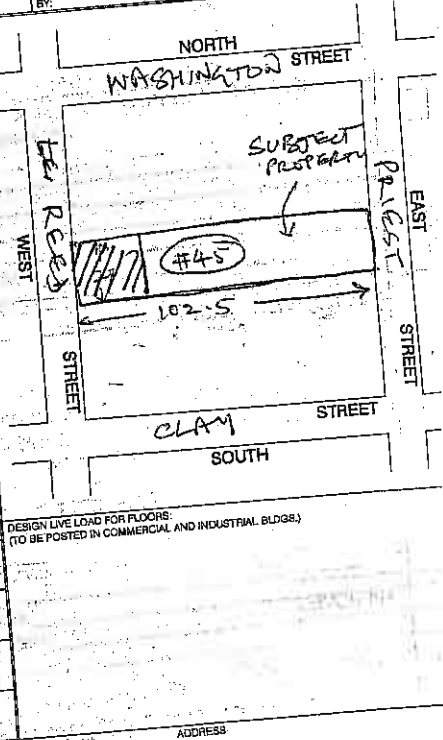 BY:
NORTH
WASHINGTON STREET
SUBJECT
PROPERTY
REED
PRIEST
WEST
EAST
#45
102.5
STREET
STREET
CLAY STREET
SOUTH
DESIGN LIVE LOAD FOR FLOORS:
(TO BE POSTED IN COMMERCIAL AND INDUSTRIAL BLDGS.)
ADDRESS